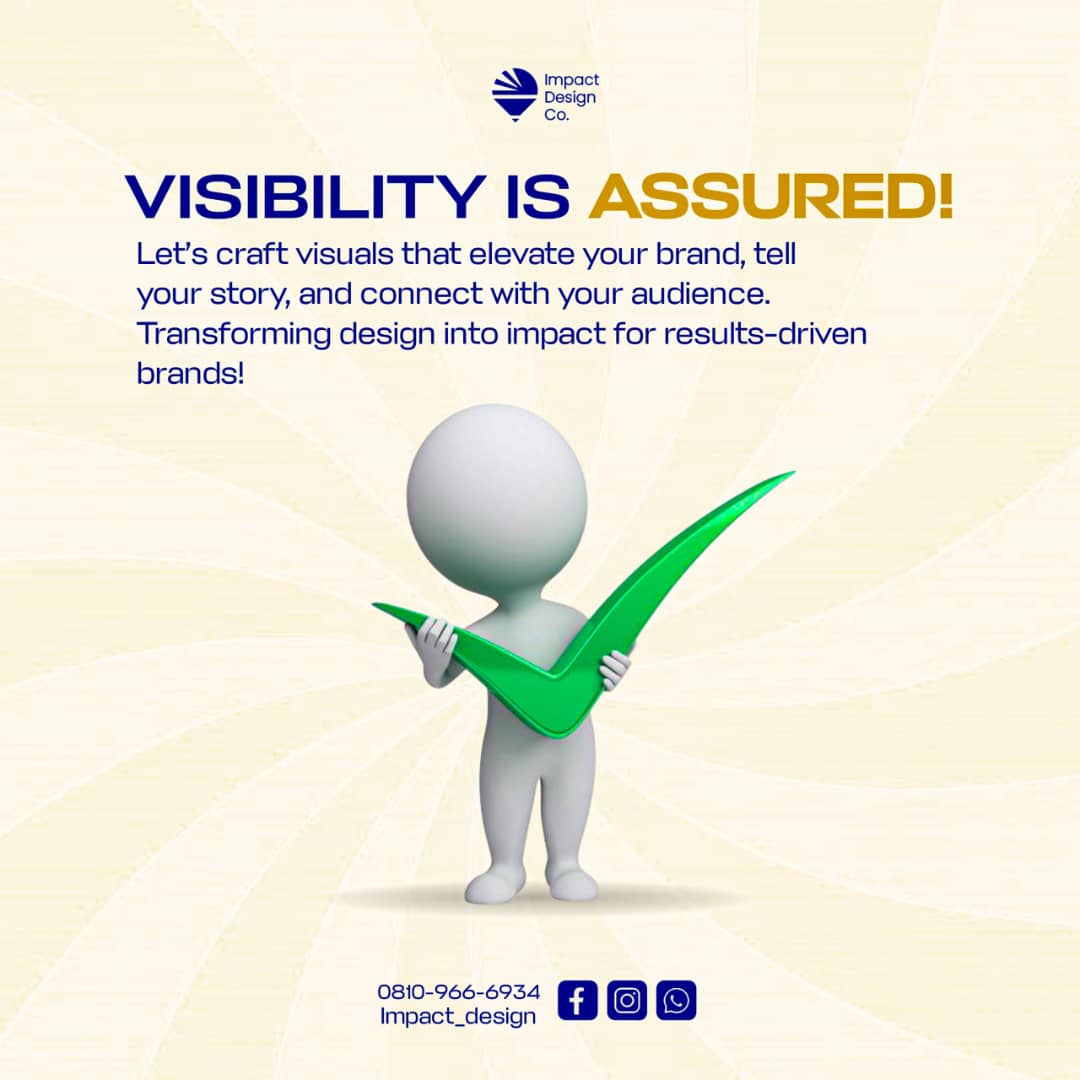 Impact
Design
Co.
VISIBILITY IS ASSURED!
Let's craft visuals that elevate your brand, tell
your story, and connect with your audience.
Transforming design into impact for results-driven
brands!
0810-966-6934
Impact_design